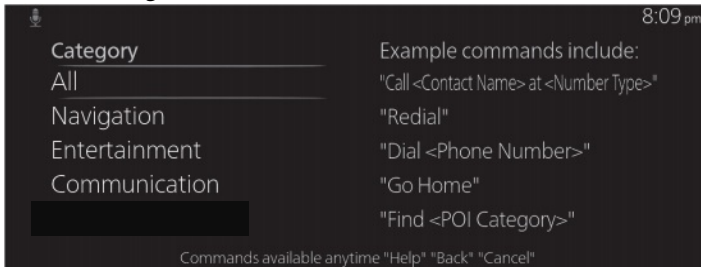 8:09 pm
Category
All
Navigation
Entertainment
Communication
Example commands include:
"Call <Contact Name> at <Number Type>"
"Redial"
"Dial <Phone Number>"
"Go Home"
"Find <POI Category>"
Commands available anytime "Help" "Back" "Cancel"